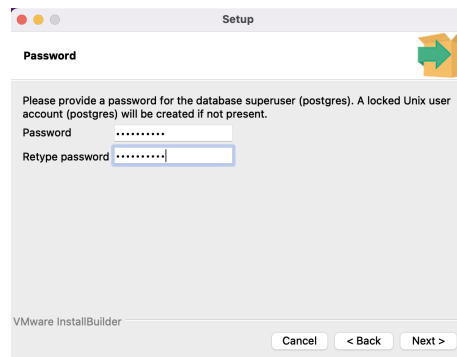 Setup
Password
Please provide a password for the database superuser (postgres). A locked Unix user
account (postgres) will be created if not present.
Password ••••••••••
Retype password ••••••••••
VMware InstallBuilder
Cancel < Back Next >